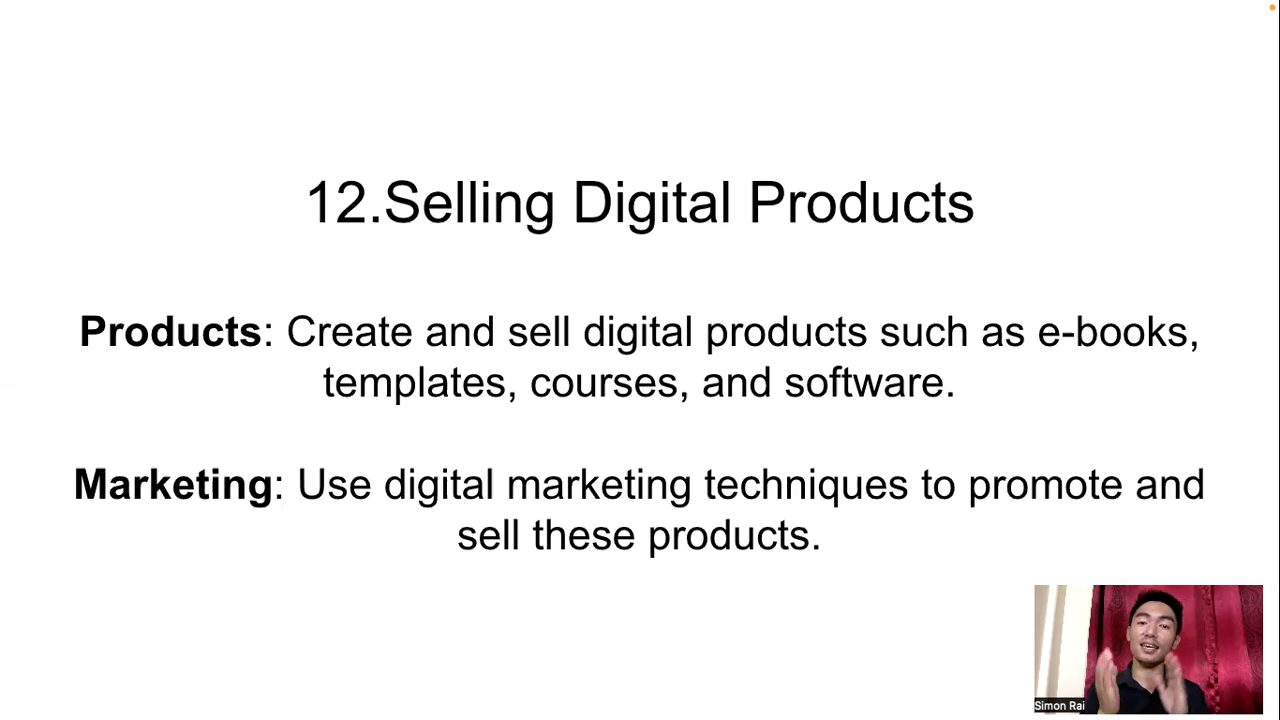 12.Selling Digital Products
Products: Create and sell digital products such as e-books,
templates, courses, and software.
Marketing: Use digital marketing techniques to promote and
sell these products.
Simon Rai